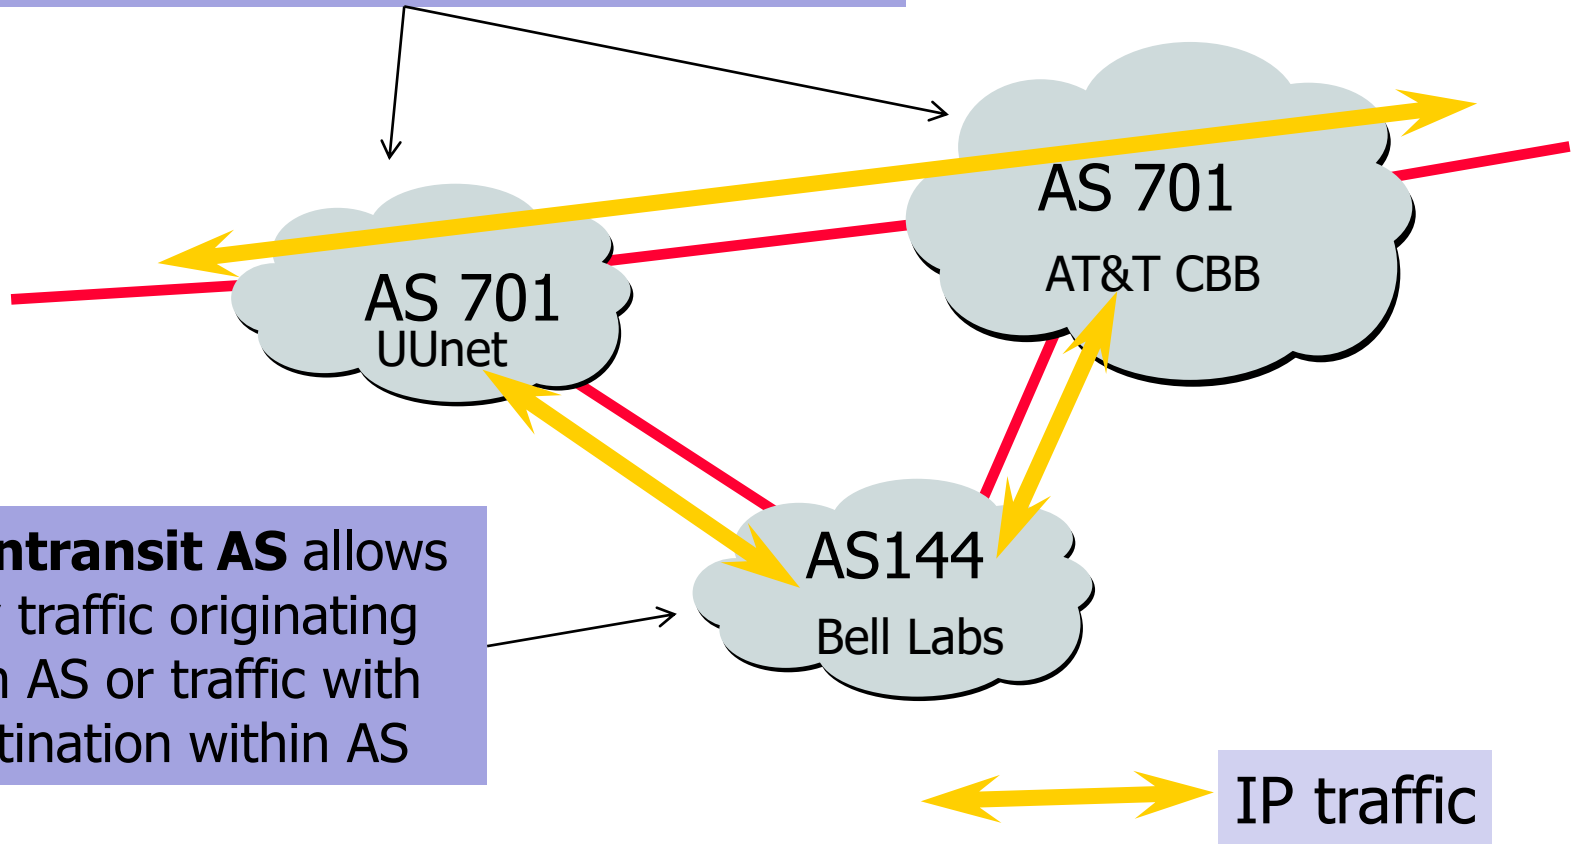 AS 701
AT&T CBB
AS 701
UUnet
ntransit AS allows
traffic originating
AS or traffic with
tination within AS
AS144
Bell Labs
IP traffic